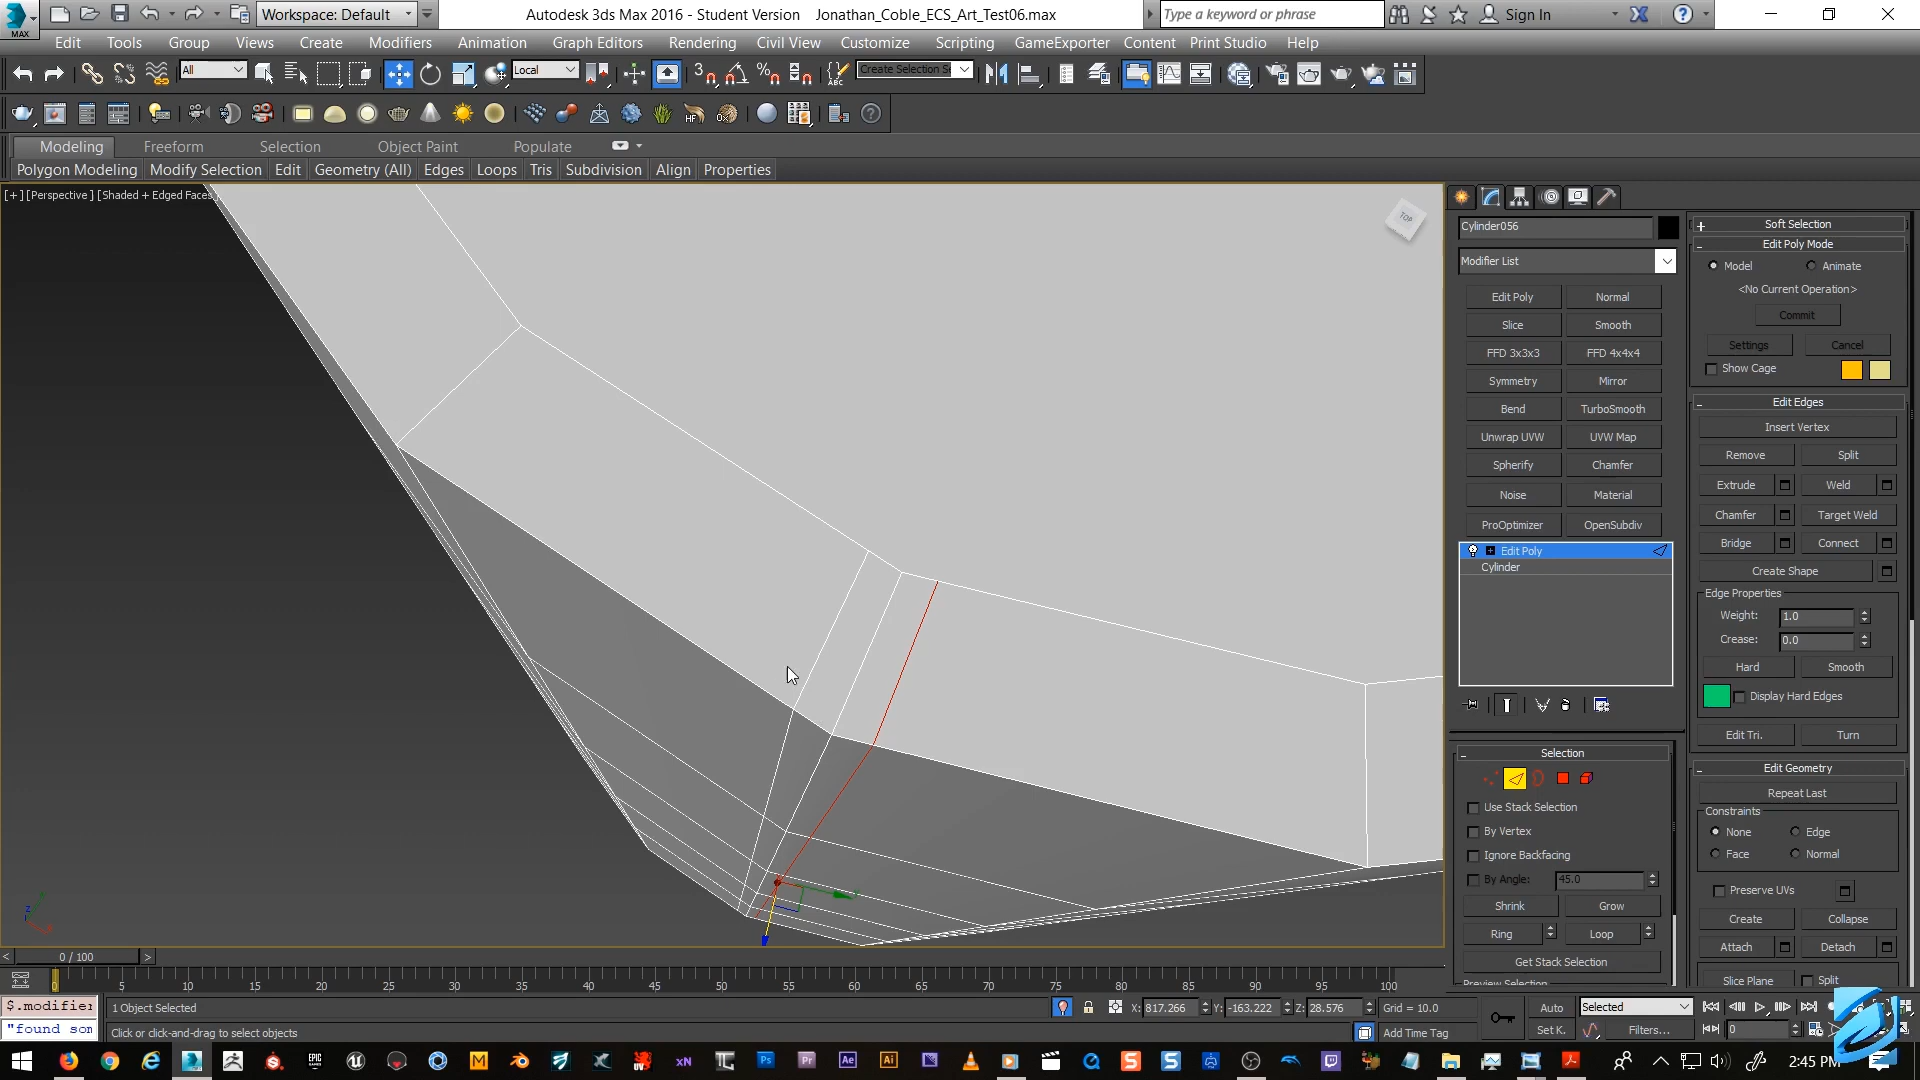 MAX
Workspace: Default
Autodesk 3ds Max 2016 - Student Version Jonathan_Coble_ECS_Art_Test06.max
Type a keyword or phrase
Sign In
Edit Tools Group Views Create Modifiers Animation Graph Editors Rendering Civil View Customize Scripting GameExporter Content Print Studio Help
All
Local
Create Selection Se
Modeling Freeform Selection Object Paint Populate
Polygon Modeling Modify Selection Edit Geometry (All) Edges Loops Tris Subdivision Align Properties
[+] [Perspective] [Shaded + Edged Faces]
TOP
Cylinder056
Modifier List
Edit Poly Normal
Slice Smooth
FFD 3x3x3 FFD 4x4x4
Symmetry Mirror
Bend TurboSmooth
Unwrap UVW UVW Map
Spherify Chamfer
Noise Material
ProOptimizer OpenSubdiv
Edit Poly
Cylinder
Selection
Use Stack Selection
By Vertex
Ignore Backfacing
By Angle: 45.0
Shrink Grow
Ring Loop
Get Stack Selection
Preview Selection
Soft Selection
Edit Poly Mode
Model Animate
<No Current Operation>
Commit
Settings Cancel
Show Cage
Edit Edges
Insert Vertex
Remove Split
Extrude Weld
Chamfer Target Weld
Bridge Connect
Create Shape
Edge Properties
Weight: 1.0
Crease: 0.0
Hard Smooth
Display Hard Edges
Edit Tri. Turn
Edit Geometry
Repeat Last
Constraints
None Edge
Face Normal
Preserve UVs
Create Collapse
Attach Detach
Slice Plane Split
0 / 100
0 5 10 15 20 25 30 35 40 45 50 55 60 65 70 75 80 85 90 95 100
$.modifier
"found som
1 Object Selected
Click or click-and-drag to select objects
X: 817.266 Y: -163.222 Z: 28.576 Grid = 10.0
Add Time Tag
Auto Selected
Set K. Filters...
0
2:45 PM